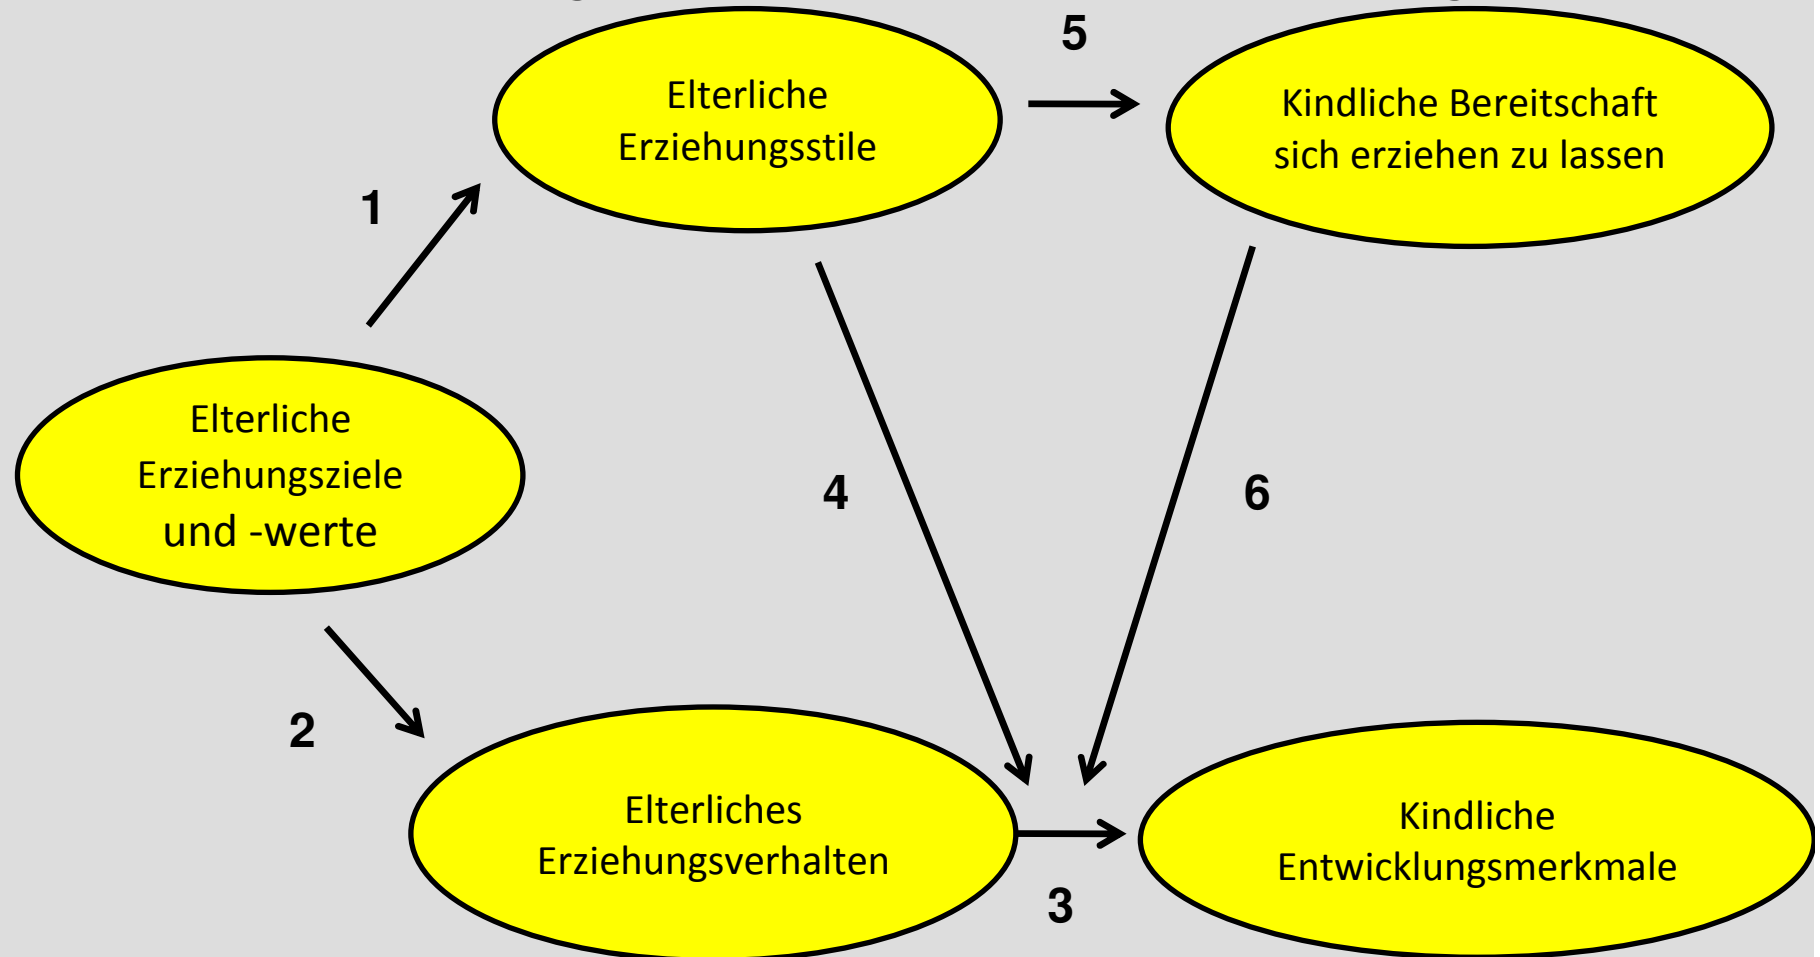 5
Elterliche
Erziehungsstile
Kindliche Bereitschaft
sich erziehen zu lassen
1
Elterliche
Erziehungsziele
und -werte
4
6
2
Elterliches
Erziehungsverhalten
3
Kindliche
Entwicklungsmerkmale